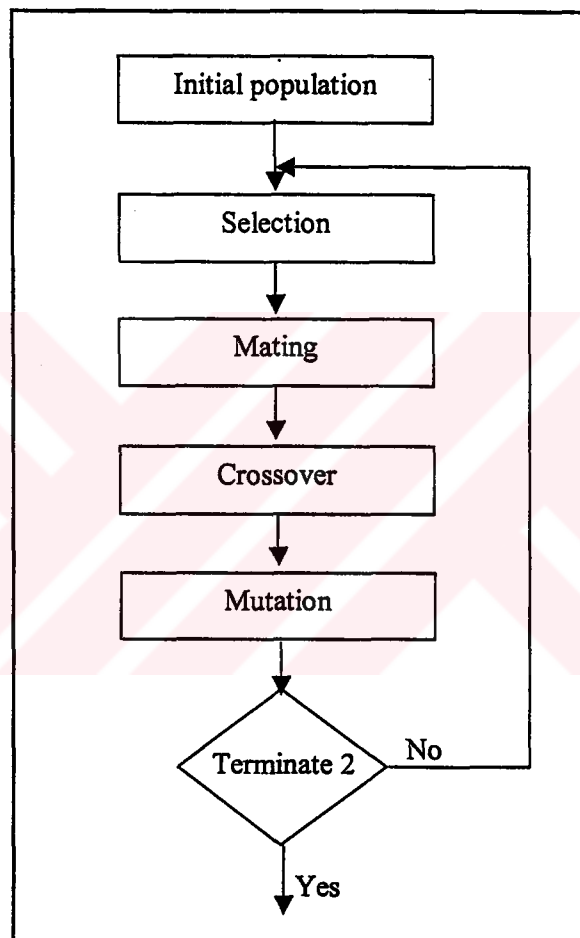 Initial population
Selection
Mating
Crossover
Mutation
Terminate 2
No
Yes